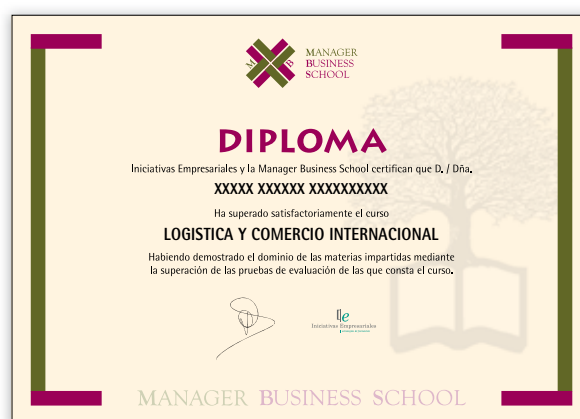 M B
MANAGER
BUSINESS
SCHOOL
DIPLOMA
Iniciativas Empresariales y la Manager Business School certifican que D. / Dña.
XXXXX XXXXXX XXXXXXXXXX
Ha superado satisfactoriamente el curso
LOGISTICA Y COMERCIO INTERNACIONAL
Habiendo demostrado el dominio de las materias impartidas mediante
la superación de las pruebas de evaluación de las que consta el curso.
Iniciativas Empresariales
MANAGER BUSINESS SCHOOL